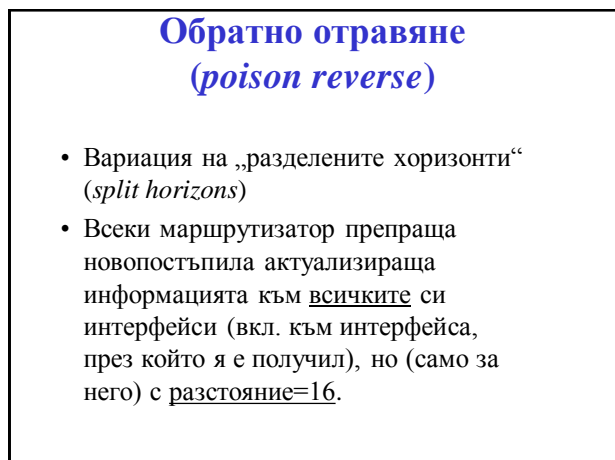 Обратно отравяне
(poison reverse)
• Вариация на „разделените хоризонти“
(split horizons)
• Всеки маршрутизатор препраща
новопостъпила актуализираща
информацията към всичките си
интерфейси (вкл. към интерфейса,
през който я е получил), но (само за
него) с разстояние=16.